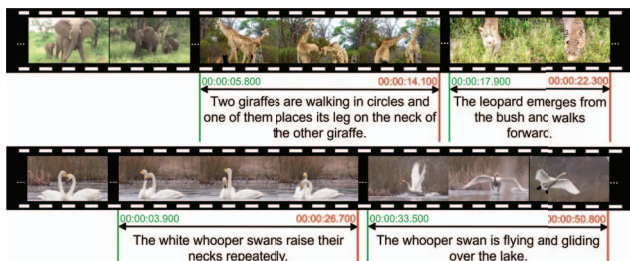 00:00:05.800 00:00:14.100 00:00:17.900 00:00:22.300
Two giraffes are walking in circles and
one of them places its leg on the neck of
the other giraffe.
The leopard emerges from
the bush and walks
forward.
00:00:03.900 00:00:26.700 00:00:33.500 00:00:50.800
The white whooper swans raise their
necks repeatedly.
The whooper swan is flying and gliding
over the lake.